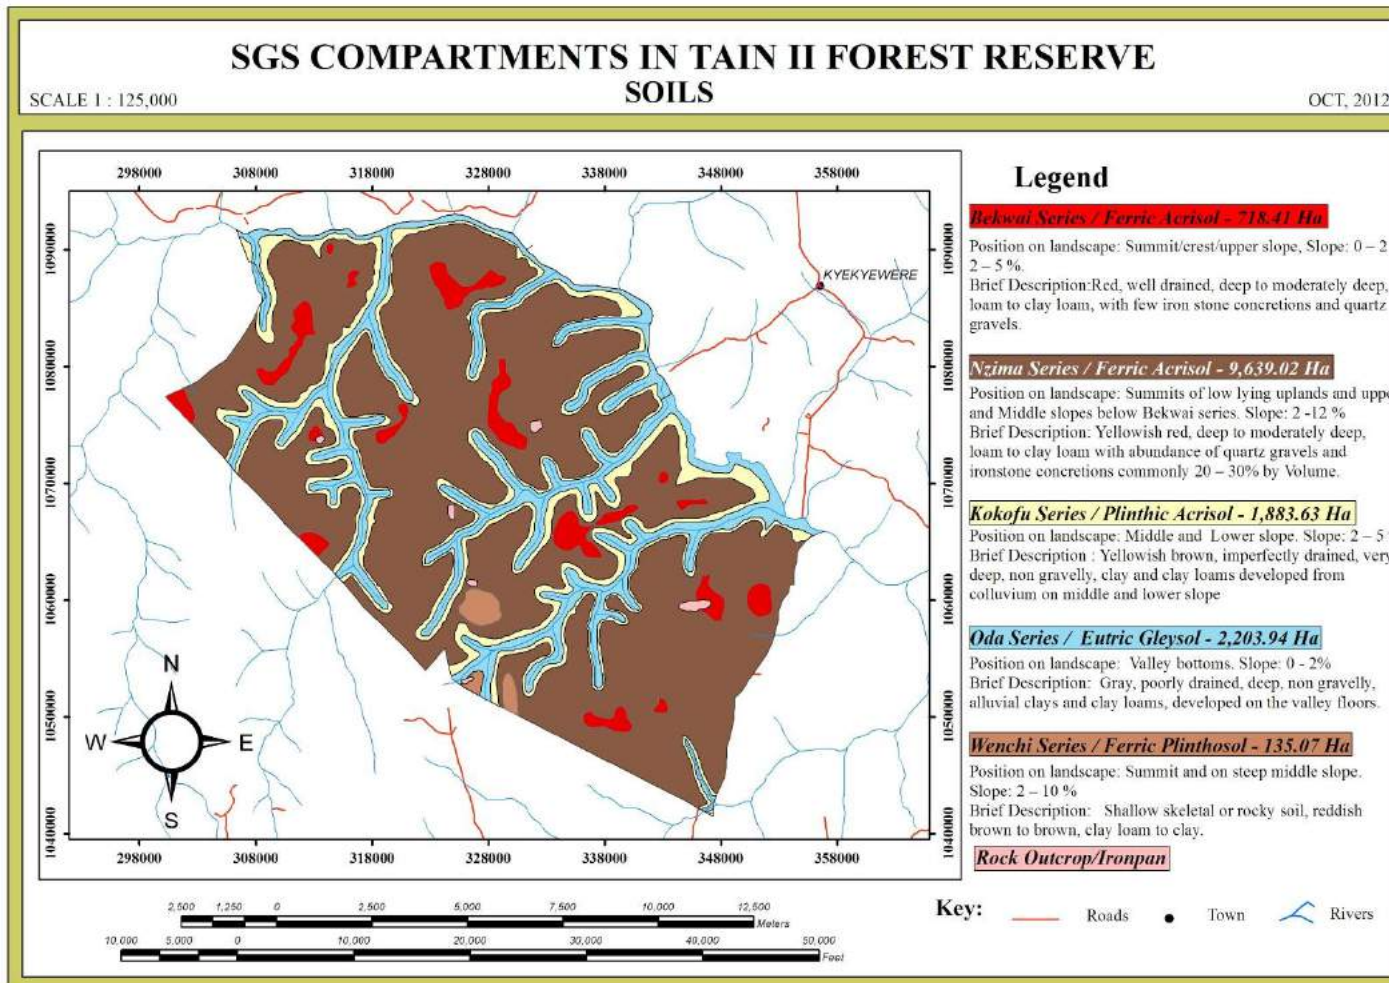 SGS COMPARTMENTS IN TAIN II FOREST RESERVE
SOILS
SCALE 1 : 125,000
OCT, 2012
298000 308000 318000 328000 338000 348000 358000
1090000
1080000
1070000
1060000
1050000
1040000
1090000
1080000
1070000
1060000
1050000
1040000
KYEKYEWERE
N
W E
S
298000 308000 318000 328000 338000 348000 358000
2,500 1,250 0 2,500 5,000 7,500 10,000 12,500
Meters
10,000 5,000 0 10,000 20,000 30,000 40,000 50,000
Feet
Legend
Bekwai Series / Ferric Acrisol - 718.41 Ha
Position on landscape: Summit/crest/upper slope, Slope: 0 – 2
2 – 5 %.
Brief Description:Red, well drained, deep to moderately deep,
loam to clay loam, with few iron stone concretions and quartz
gravels.
Nzima Series / Ferric Acrisol - 9,639.02 Ha
Position on landscape: Summits of low lying uplands and uppe
and Middle slopes below Bekwai series. Slope: 2 -12 %
Brief Description: Yellowish red, deep to moderately deep,
loam to clay loam with abundance of quartz gravels and
ironstone concretions commonly 20 – 30% by Volume.
Kokofu Series / Plinthic Acrisol - 1,883.63 Ha
Position on landscape: Middle and Lower slope. Slope: 2 – 5
Brief Description : Yellowish brown, imperfectly drained, very
deep, non gravelly, clay and clay loams developed from
colluvium on middle and lower slope
Oda Series / Eutric Gleysol - 2,203.94 Ha
Position on landscape: Valley bottoms. Slope: 0 - 2%
Brief Description: Gray, poorly drained, deep, non gravelly,
alluvial clays and clay loams, developed on the valley floors.
Wenchi Series / Ferric Plinthosol - 135.07 Ha
Position on landscape: Summit and on steep middle slope.
Slope: 2 – 10 %
Brief Description: Shallow skeletal or rocky soil, reddish
brown to brown, clay loam to clay.
Rock Outcrop/Ironpan
Key: Roads Town Rivers